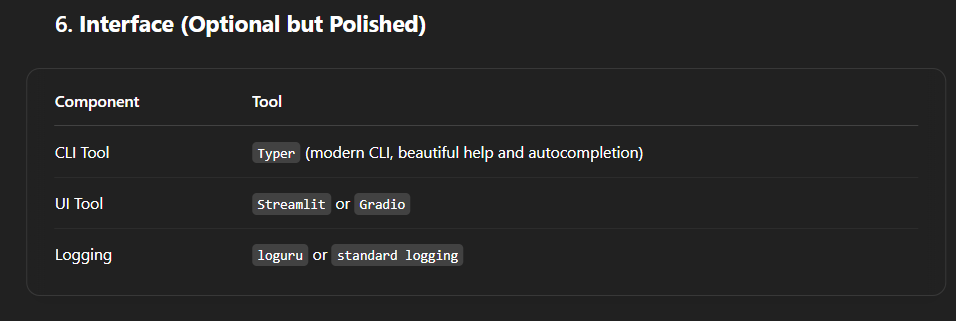 6. Interface (Optional but Polished)
Component Tool
CLI Tool Typer (modern CLI, beautiful help and autocompletion)
UI Tool Streamlit or Gradio
Logging loguru or standard logging